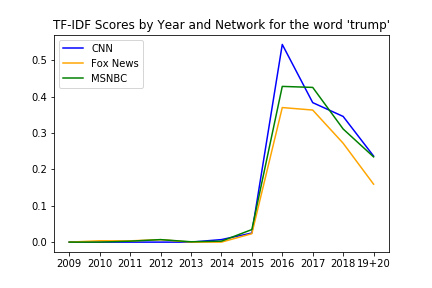 TF-IDF Scores by Year and Network for the word 'trump'
CNN
Fox News
MSNBC
0.5
0.4
0.3
0.2
0.1
0.0
2009 2010 2011 2012 2013 2014 2015 2016 2017 2018 19+20